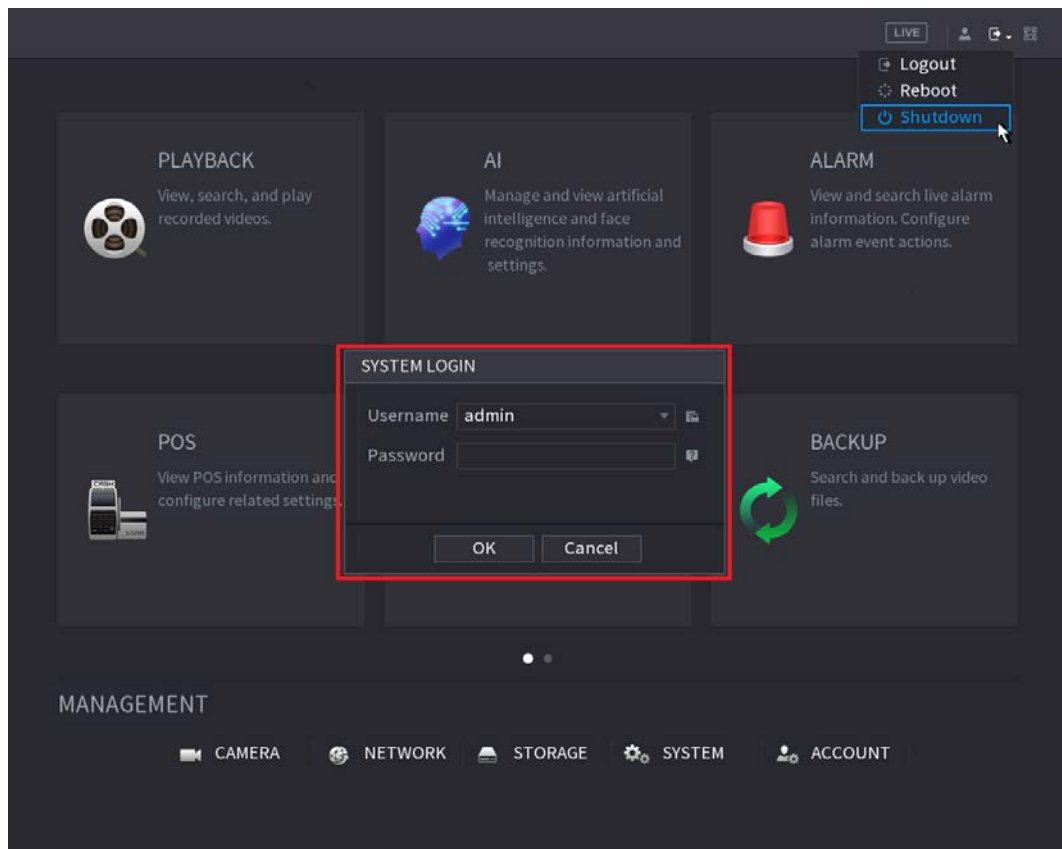 LIVE
Logout
Reboot
Shutdown
PLAYBACK
View, search, and play
recorded videos.
AI
Manage and view artificial
intelligence and face
recognition information and
settings.
ALARM
View and search live alarm
information. Configure
alarm event actions.
SYSTEM LOGIN
Username admin
Password
OK Cancel
POS
View POS information and
configure related settings.
BACKUP
Search and back up video
files.
MANAGEMENT
CAMERA NETWORK STORAGE SYSTEM ACCOUNT